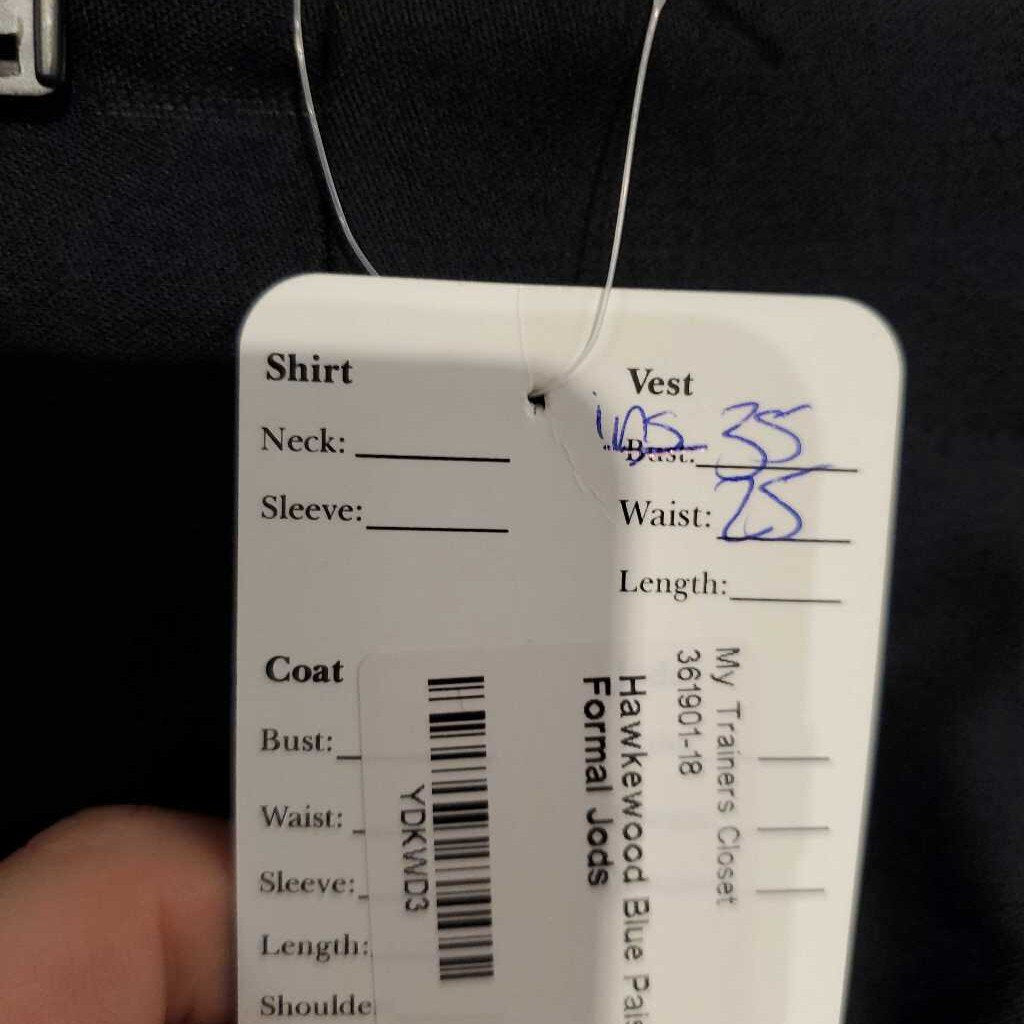 Shirt
Neck:
Sleeve:
Vest
ins 35
Bust:
Waist: 25
Length:
Coat
Bust:
Waist:
Sleeve:
Length:
Shoulde
My Trainers Closet
361901-18
Hawkewood Blue Pais
Formal Jods
YDKWD3